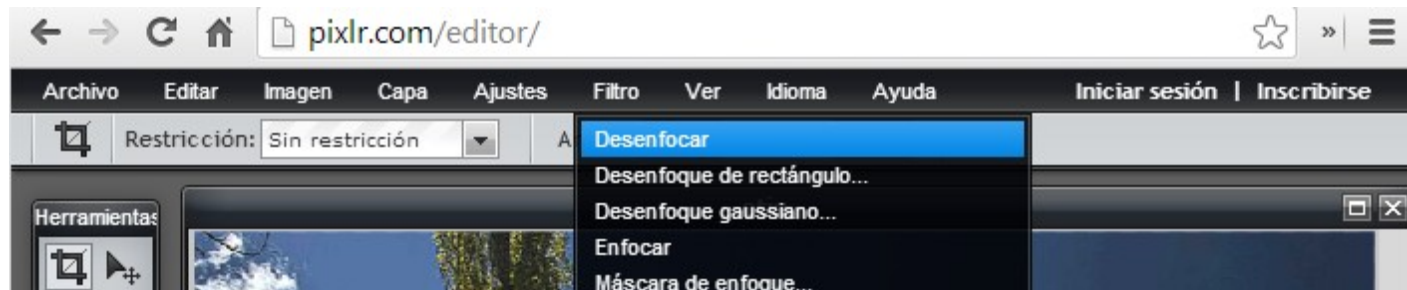 pixlr.com/editor/
»
Archivo Editar Imagen Capa Ajustes Filtro Ver Idioma Ayuda Iniciar sesión | Inscribirse
Restricción: Sin restricción A
Desenfocar
Desenfoque de rectángulo...
Desenfoque gaussiano...
Herramientas
Enfocar
Máscara de enfoque...